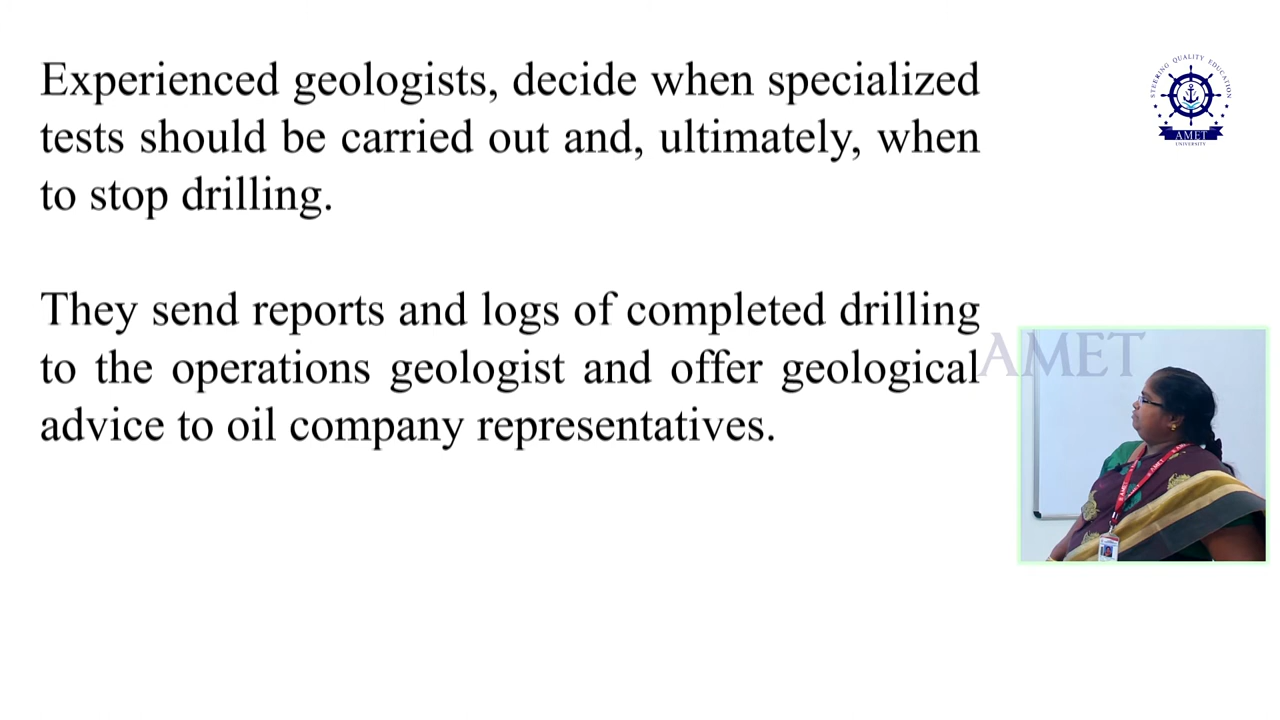 Experienced geologists, decide when specialized
tests should be carried out and, ultimately, when
to stop drilling.
They send reports and logs of completed drilling
to the operations geologist and offer geological
advice to oil company representatives.
STEERING QUALITY EDUCATION
AMET
UNIVERSITY
AMET
AMET
AMET